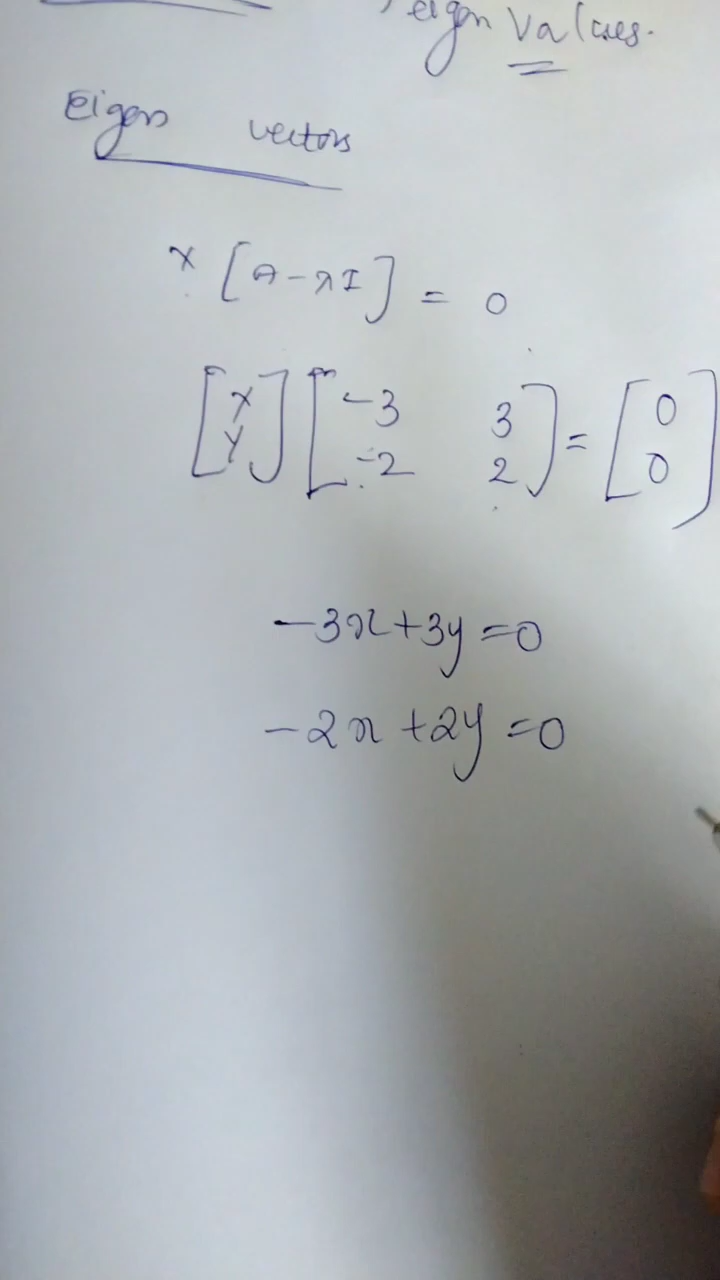 , eigen values.
Eigen vectors
x [A-λI] = 0
[x y] [-3 3 -2 2] = [0 0]
-3x+3y=0
-2x+2y=0